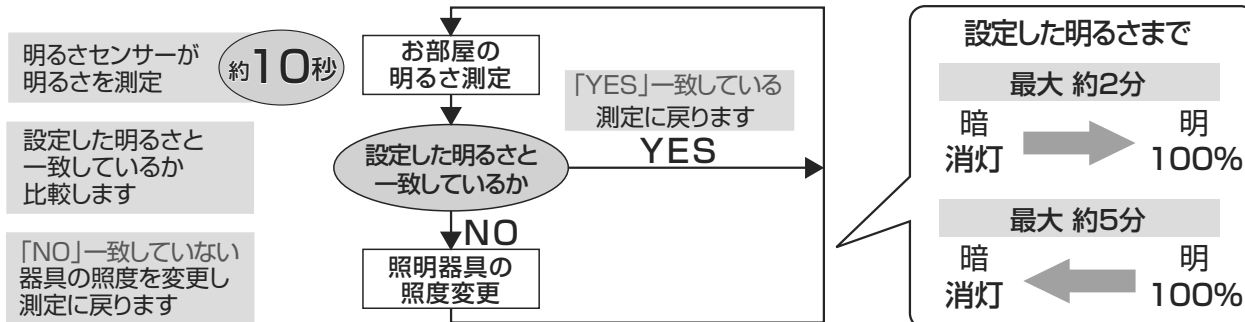 明るさセンサーが
明るさを測定
約10秒
お部屋の
明るさ測定
設定した明るさと
一致しているか
比較します
設定した明るさと
一致しているか
「YES」一致している
測定に戻ります
YES
NO
「NO」一致していない
器具の照度を変更し
測定に戻ります
照明器具の
照度変更
設定した明るさまで
最大 約2分
暗 明
消灯 100%
最大 約5分
暗 明
消灯 100%